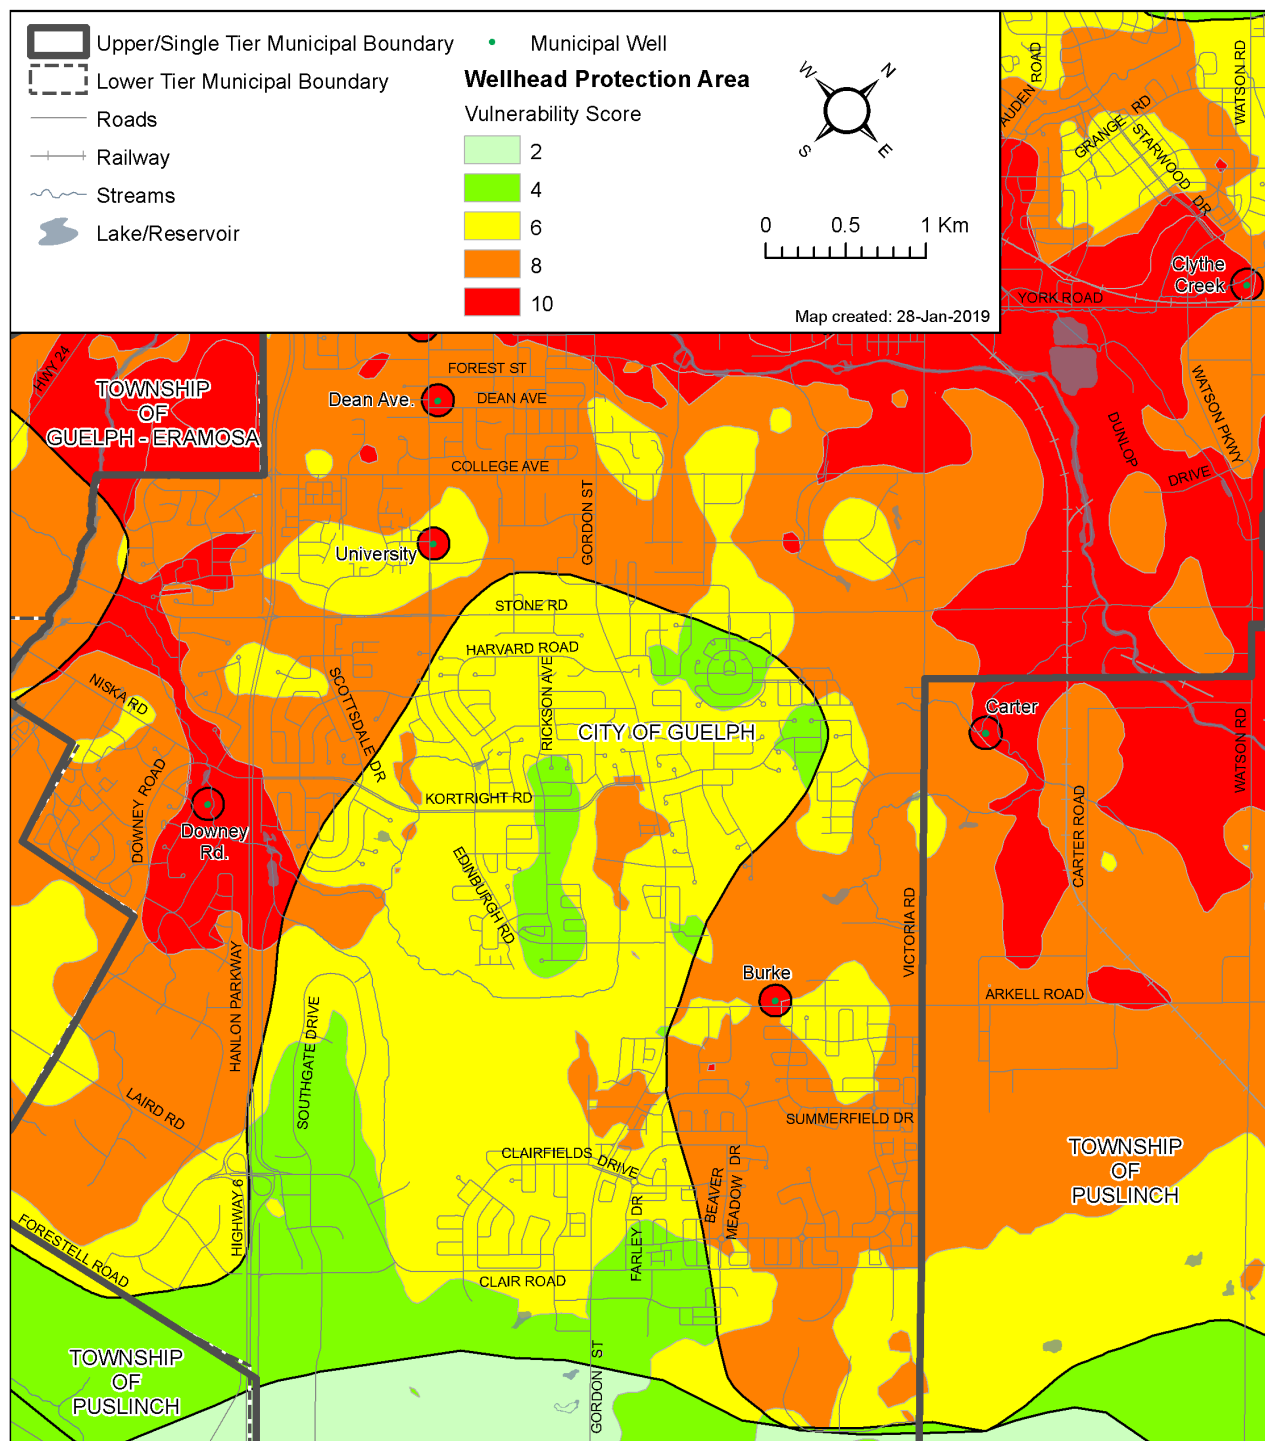 Upper/Single Tier Municipal Boundary
Lower Tier Municipal Boundary
Roads
Railway
Streams
Lake/Reservoir
Municipal Well
Wellhead Protection Area
Vulnerability Score
2
4
6
8
10
W
N
S
E
0
0.5
1 Km
Map created: 28-Jan-2019
AUDEN ROAD
WATSON RD
GRANGE RD
STARWOOD DR
Clythe
Creek
YORK ROAD
HWY 24
TOWNSHIP
OF
GUELPH - ERAMOSA
FOREST ST
Dean Ave.
DEAN AVE
COLLEGE AVE
GORDON ST
University
WATSON PKWY
DUNLOP
DRIVE
STONE RD
HARVARD ROAD
NISKA RD
SCOTTSDALE DR
RICKSON AVE
CITY OF GUELPH
Carter
WATSON RD
DOWNEY ROAD
KORTRIGHT RD
Downey
Rd.
CARTER ROAD
EDINBURGH RD
VICTORIA RD
HANLON PARKWAY
Burke
ARKELL ROAD
SOUTHGATE DRIVE
LAIRD RD
SUMMERFIELD DR
CLAIRFIELDS DRIVE
TOWNSHIP
OF
PUSLINCH
BEAVER
MEADOW DR
HIGHWAY 6
FARLEY DR
FORESTELL ROAD
CLAIR ROAD
TOWNSHIP
OF
PUSLINCH
GORDON ST